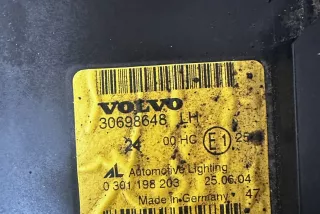 VOLVO
30698648 LH
24 00 HC E1 25
AL Automotive Lighting
0 301 198 203 25.06.04
Made in Germany 47